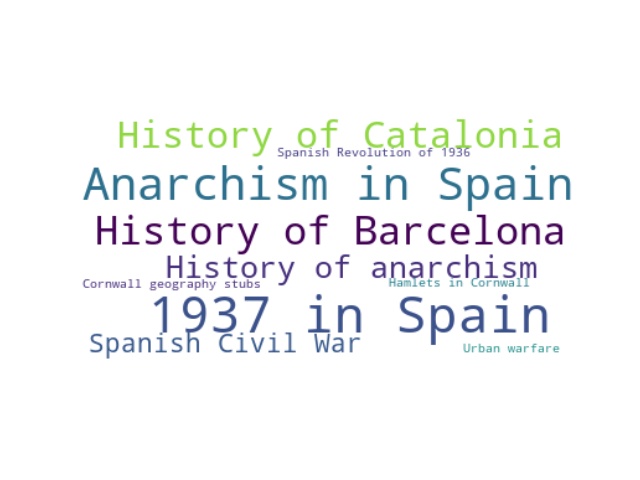 History of Catalonia
Spanish Revolution of 1936
Anarchism in Spain
History of Barcelona
History of anarchism
Cornwall geography stubs
Hamlets in Cornwall
1937 in Spain
Spanish Civil War
Urban warfare